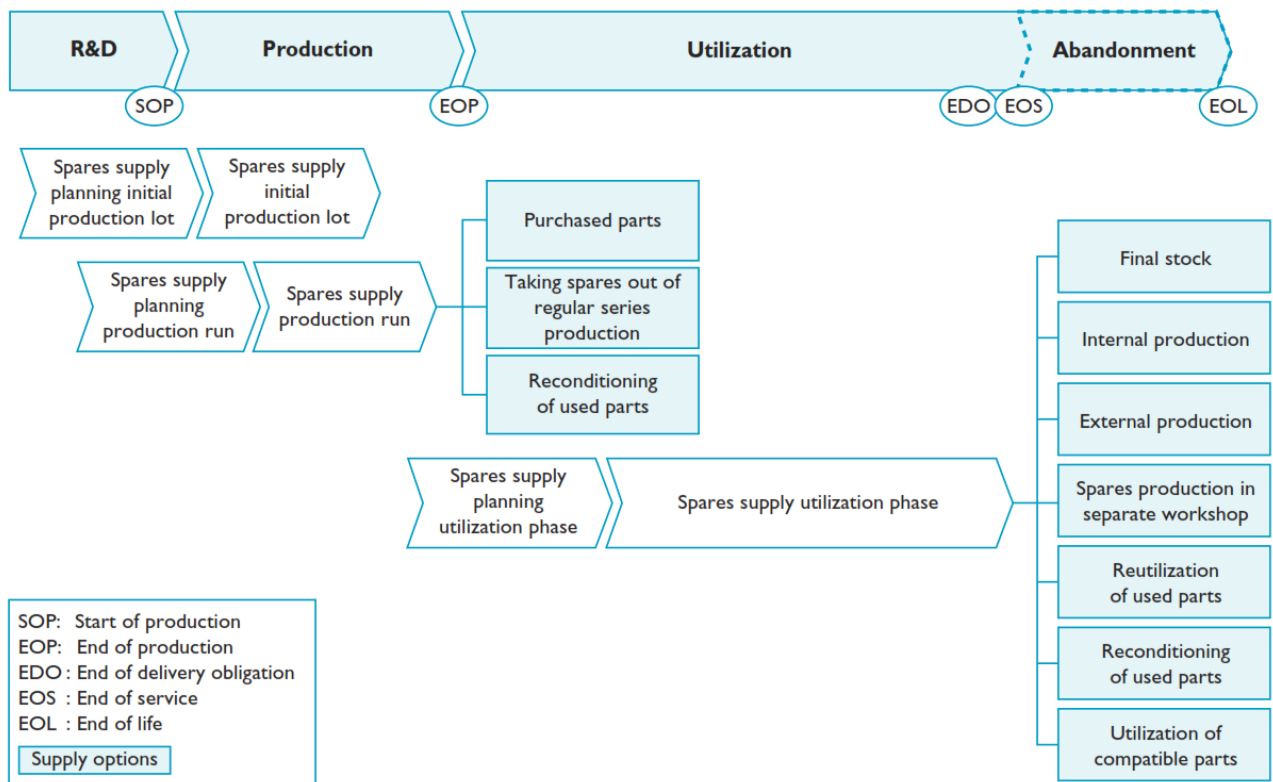 R&D
Production
Utilization
Abandonment
SOP
EOP
EDO
EOS
EOL
Spares supply
planning initial
production lot
Spares supply
initial
production lot
Spares supply
planning
production run
Spares supply
production run
Purchased parts
Taking spares out of
regular series
production
Reconditioning
of used parts
Spares supply
planning
utilization phase
Spares supply utilization phase
Final stock
Internal production
External production
Spares production in
separate workshop
Reutilization
of used parts
Reconditioning
of used parts
Utilization of
compatible parts
SOP: Start of production
EOP: End of production
EDO : End of delivery obligation
EOS : End of service
EOL : End of life
Supply options